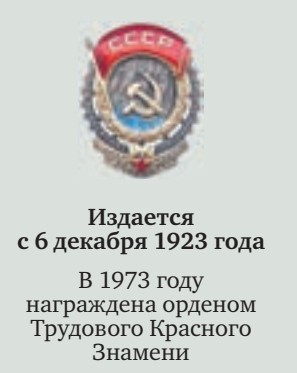 СССР
Издается
с 6 декабря 1923 года
В 1973 году
награждена орденом
Трудового Красного
Знамени